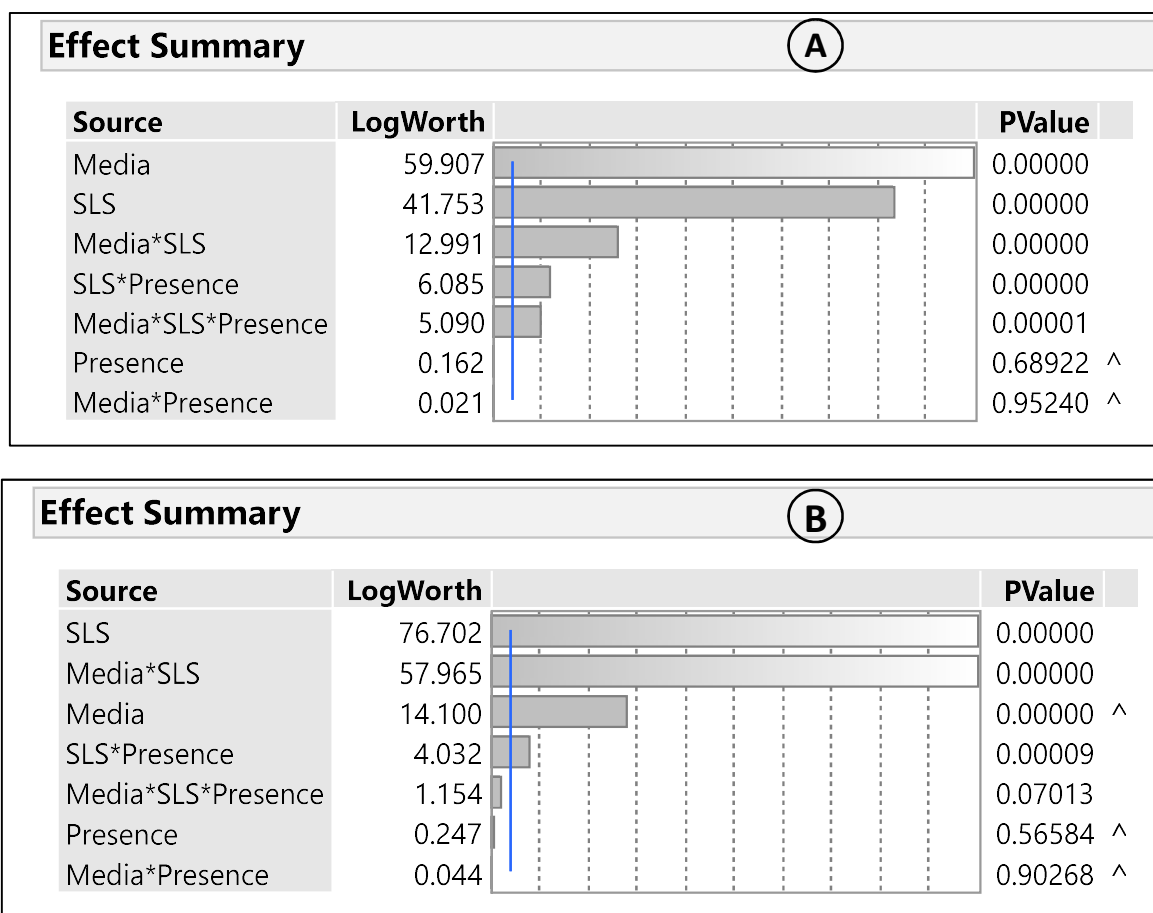 Effect Summary A
Source LogWorth PValue
Media 59.907 0.00000
SLS 41.753 0.00000
Media*SLS 12.991 0.00000
SLS*Presence 6.085 0.00000
Media*SLS*Presence 5.090 0.00001
Presence 0.162 0.68922 ^
Media*Presence 0.021 0.95240 ^
Effect Summary B
Source LogWorth PValue
SLS 76.702 0.00000
Media*SLS 57.965 0.00000
Media 14.100 0.00000 ^
SLS*Presence 4.032 0.00009
Media*SLS*Presence 1.154 0.07013
Presence 0.247 0.56584 ^
Media*Presence 0.044 0.90268 ^